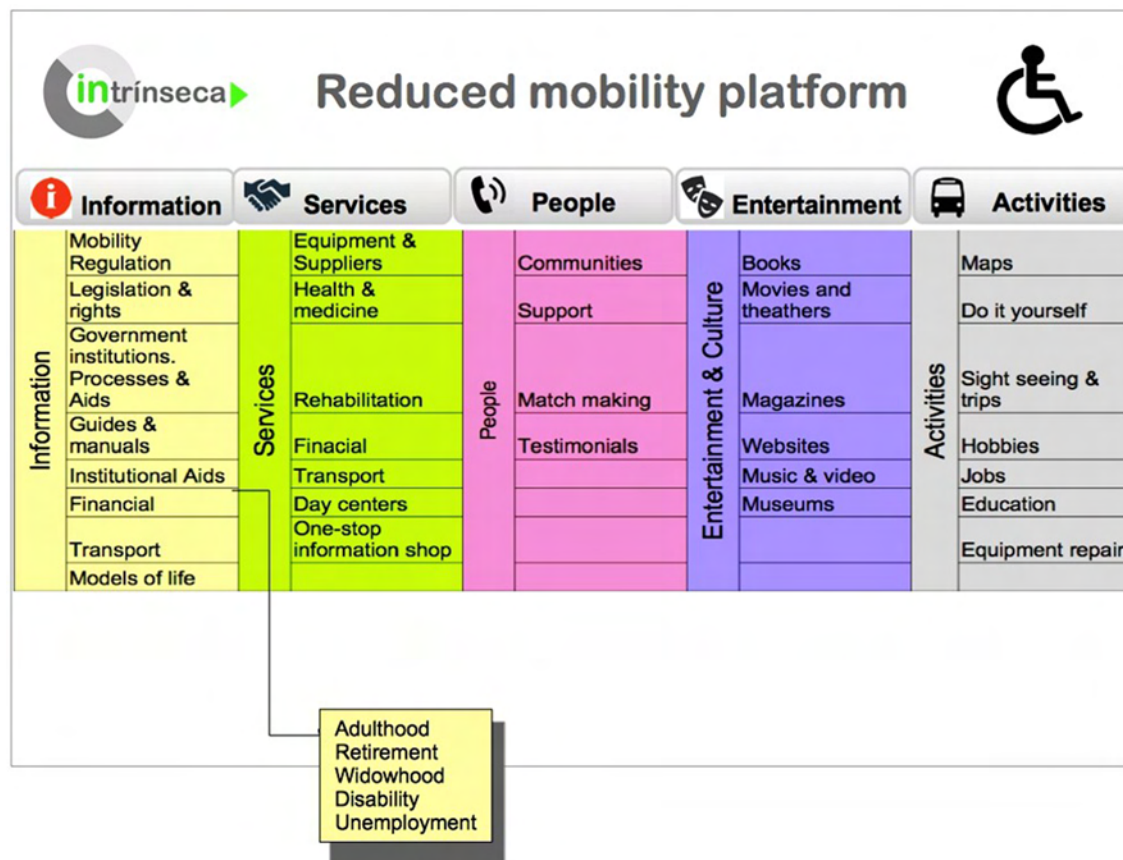 intrínseca
Reduced mobility platform
Information
Services
People
Entertainment
Activities
Information
Mobility
Regulation
Legislation &
rights
Government
institutions.
Processes &
Aids
Guides &
manuals
Institutional Aids
Financial
Transport
Models of life
Services
Equipment &
Suppliers
Health &
medicine
Rehabilitation
Finacial
Transport
Day centers
One-stop
information shop
People
Communities
Support
Match making
Testimonials
Entertainment & Culture
Books
Movies and
theathers
Magazines
Websites
Music & video
Museums
Activities
Maps
Do it yourself
Sight seeing &
trips
Hobbies
Jobs
Education
Equipment repair
Adulthood
Retirement
Widowhood
Disability
Unemployment